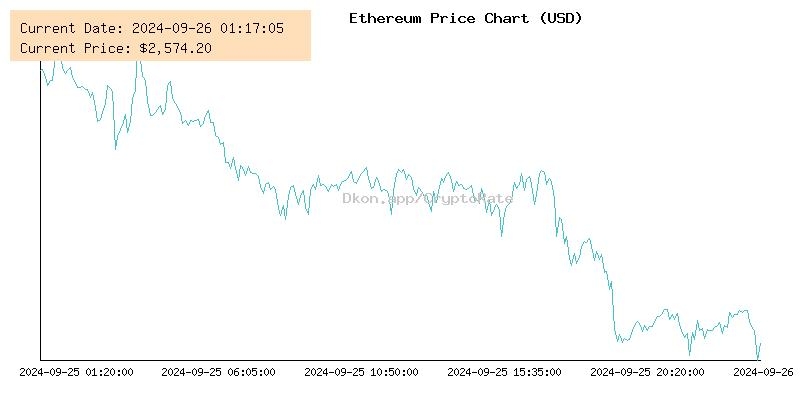 Ethereum Price Chart (USD)
Current Date: 2024-09-26 01:17:05
Current Price: $2,574.20
Dkon.app/CryptoRate
2024-09-25 01:20:00
2024-09-25 06:05:00
2024-09-25 10:50:00
2024-09-25 15:35:00
2024-09-25 20:20:00
2024-09-26